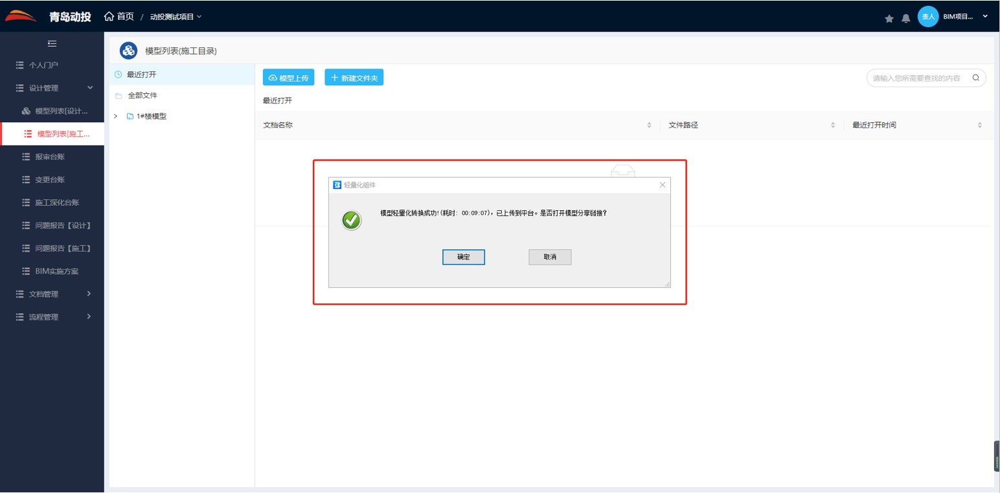 青岛动投 首页 / 动投测试项目 麦人 BIM项目...
个人门户
设计管理
模型列表[设计...
模型列表[施工...
报审台账
变更台账
施工深化台账
问题报告【设计】
问题报告【施工】
BIM实施方案
文档管理
流程管理
模型列表(施工目录)
最近打开
全部文件
1#楼模型
模型上传 新建文件夹 请输入您所需要查找的内容
最近打开
文档名称 文件路径 最近打开时间
轻量化组件
模型轻量化转换成功!(耗时: 00:09:07), 已上传到平台。是否打开模型分享链接?
确定 取消